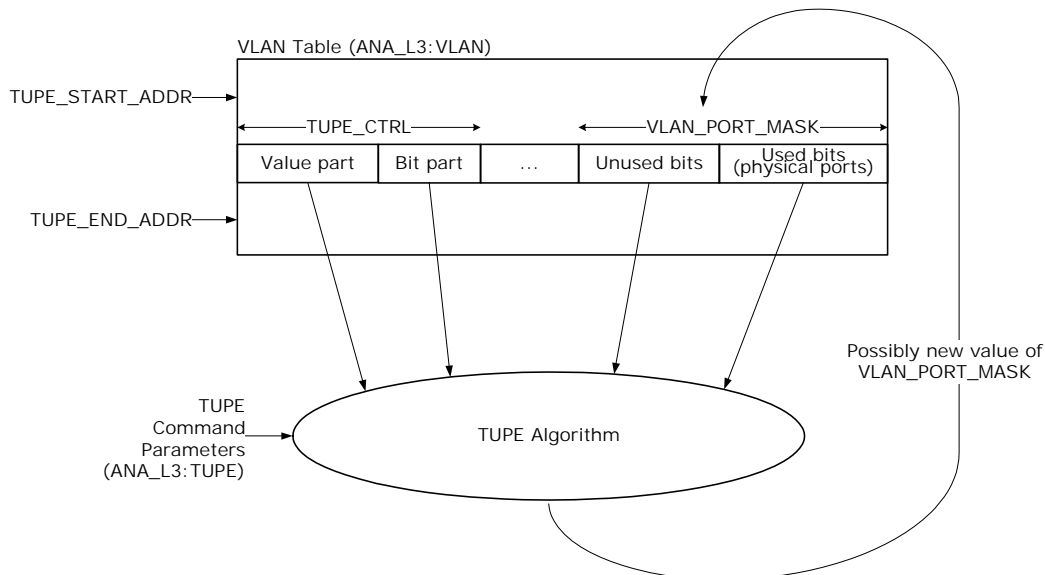 VLAN Table (ANA_L3:VLAN)
TUPE_START_ADDR
TUPE_CTRL
VLAN_PORT_MASK
Value part
Bit part
...
Unused bits
Used bits
(physical ports)
TUPE_END_ADDR
Possibly new value of
VLAN_PORT_MASK
TUPE
Command
Parameters
(ANA_L3:TUPE)
TUPE Algorithm